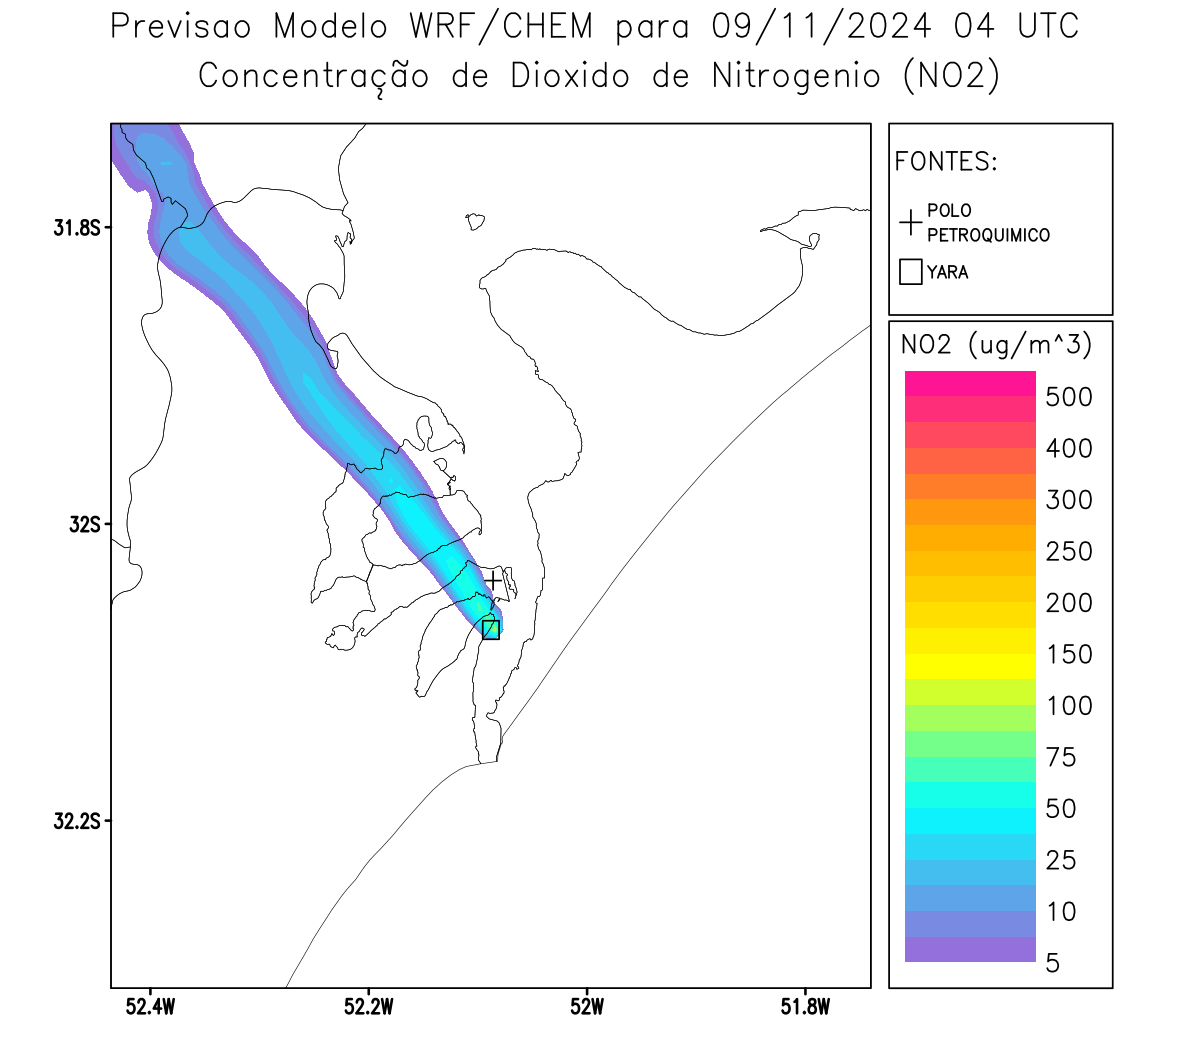 Previsao Modelo WRF/CHEM para 09/11/2024 04 UTC
Concentração de Dioxido de Nitrogenio (NO2)
FONTES:
POLO
PETROQUIMICO
YARA
NO2 (ug/m^3)
500
400
300
250
200
150
100
75
50
25
10
5
31.8S
32S
32.2S
52.4W
52.2W
52W
51.8W